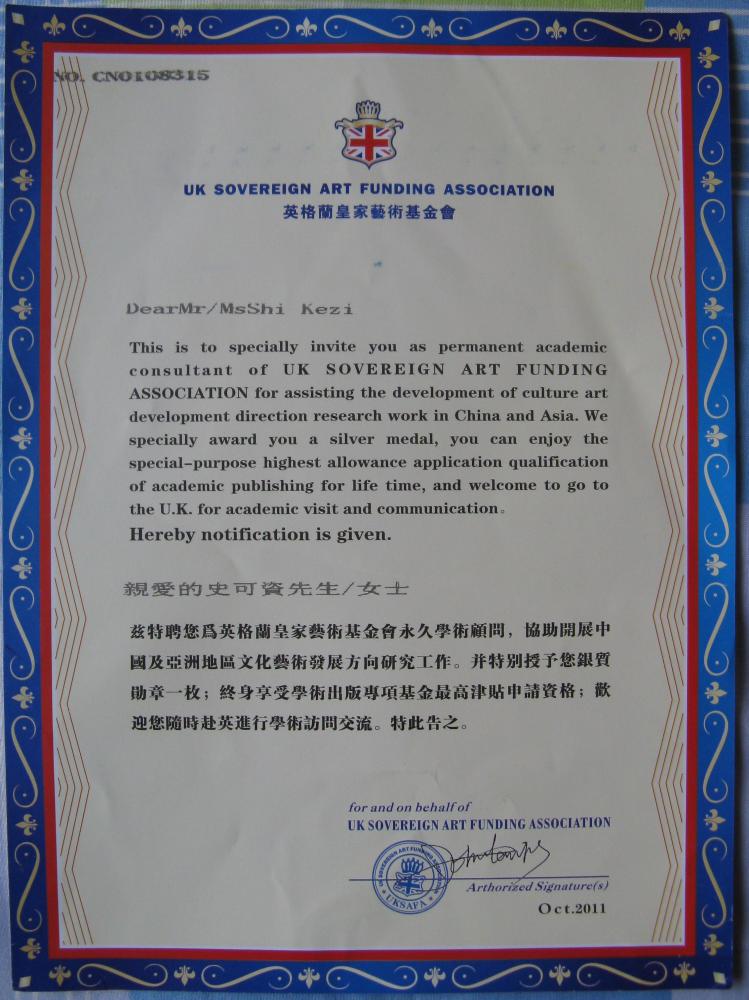 NO. CN0108315
UK SOVEREIGN ART FUNDING ASSOCIATION
英格蘭皇家藝術基金會
DearMr/MsShi Kezi
This is to specially invite you as permanent academic
consultant of UK SOVEREIGN ART FUNDING
ASSOCIATION for assisting the development of culture art
development direction research work in China and Asia. We
specially award you a silver medal, you can enjoy the
special-purpose highest allowance application qualification
of academic publishing for life time, and welcome to go to
the U.K. for academic visit and communication。
Hereby notification is given.
親愛的史可資先生/女士
茲特聘您爲英格蘭皇家藝術基金會永久學術顧問，協助開展中
國及亞洲地區文化藝術發展方向研究工作。并特别授予您銀質
勛章一枚；終身享受學術出版專項基金最高津貼申請資格；歡
迎您隨時赴英進行學術訪問交流。特此告之。
for and on behalf of
UK SOVEREIGN ART FUNDING ASSOCIATION
UK SOVEREIGN ART FUNDING ASSOCIATION
UKSAFA
Arthorized Signature(s)
Oct.2011